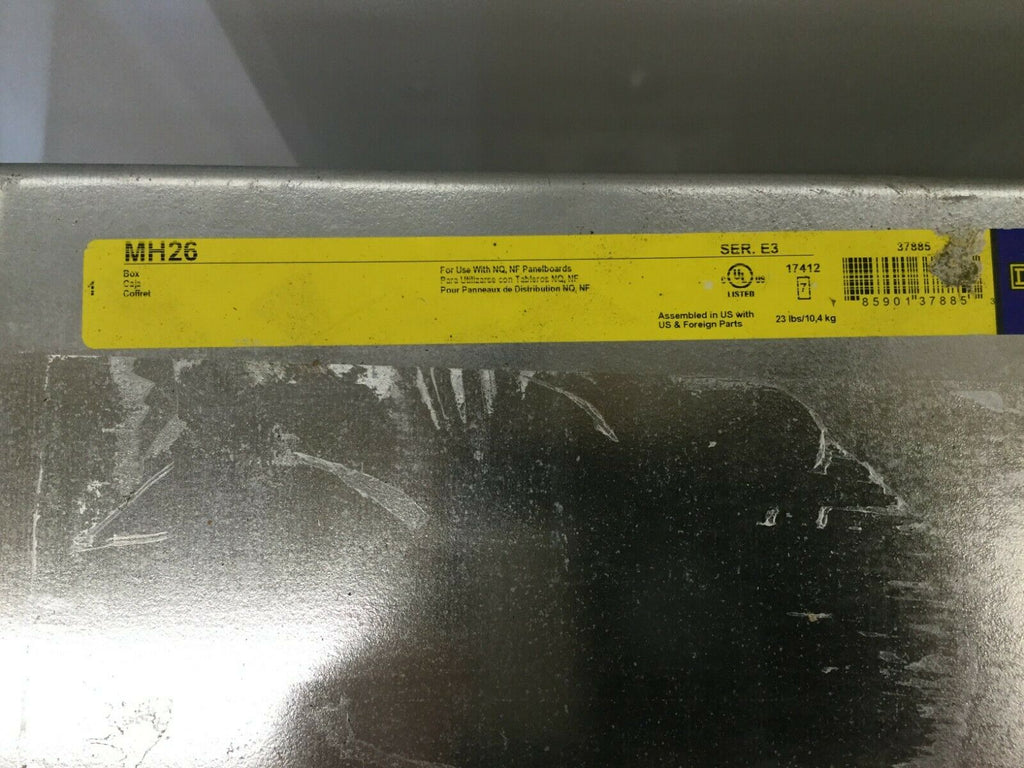 MH26
SER. E3
37885
Box
Caja
Coffret
For Use With NQ, NF Panelboards
Para Utilizarse con Tableros NQ, NF
Pour Panneaux de Distribution NQ, NF
UL
LISTED
17412
7
85901 37885
Assembled in US with
US & Foreign Parts
23 lbs/10,4 kg